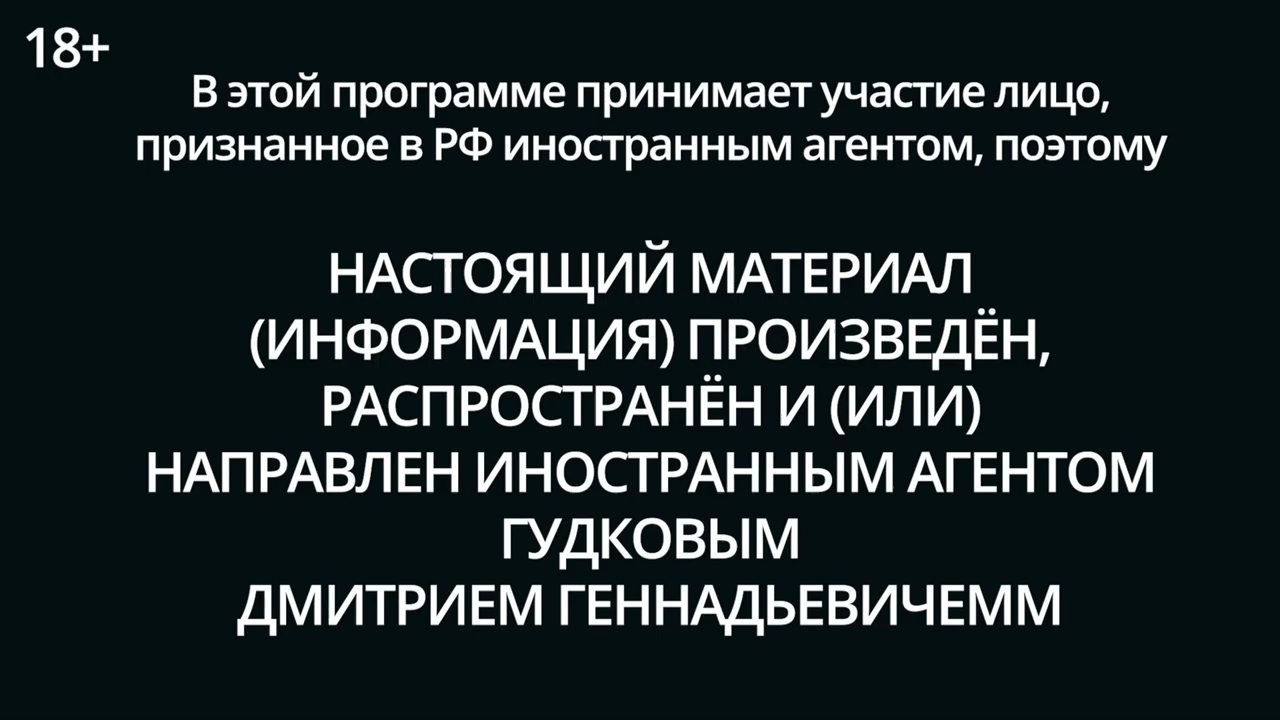 18+
В этой программе принимает участие лицо,
признанное в РФ иностранным агентом, поэтому
НАСТОЯЩИЙ МАТЕРИАЛ
(ИНФОРМАЦИЯ) ПРОИЗВЕДЁН,
РАСПРОСТРАНЁН И (ИЛИ)
НАПРАВЛЕН ИНОСТРАННЫМ АГЕНТОМ
ГУДКОВЫМ
ДМИТРИЕМ ГЕННАДЬЕВИЧЕММ